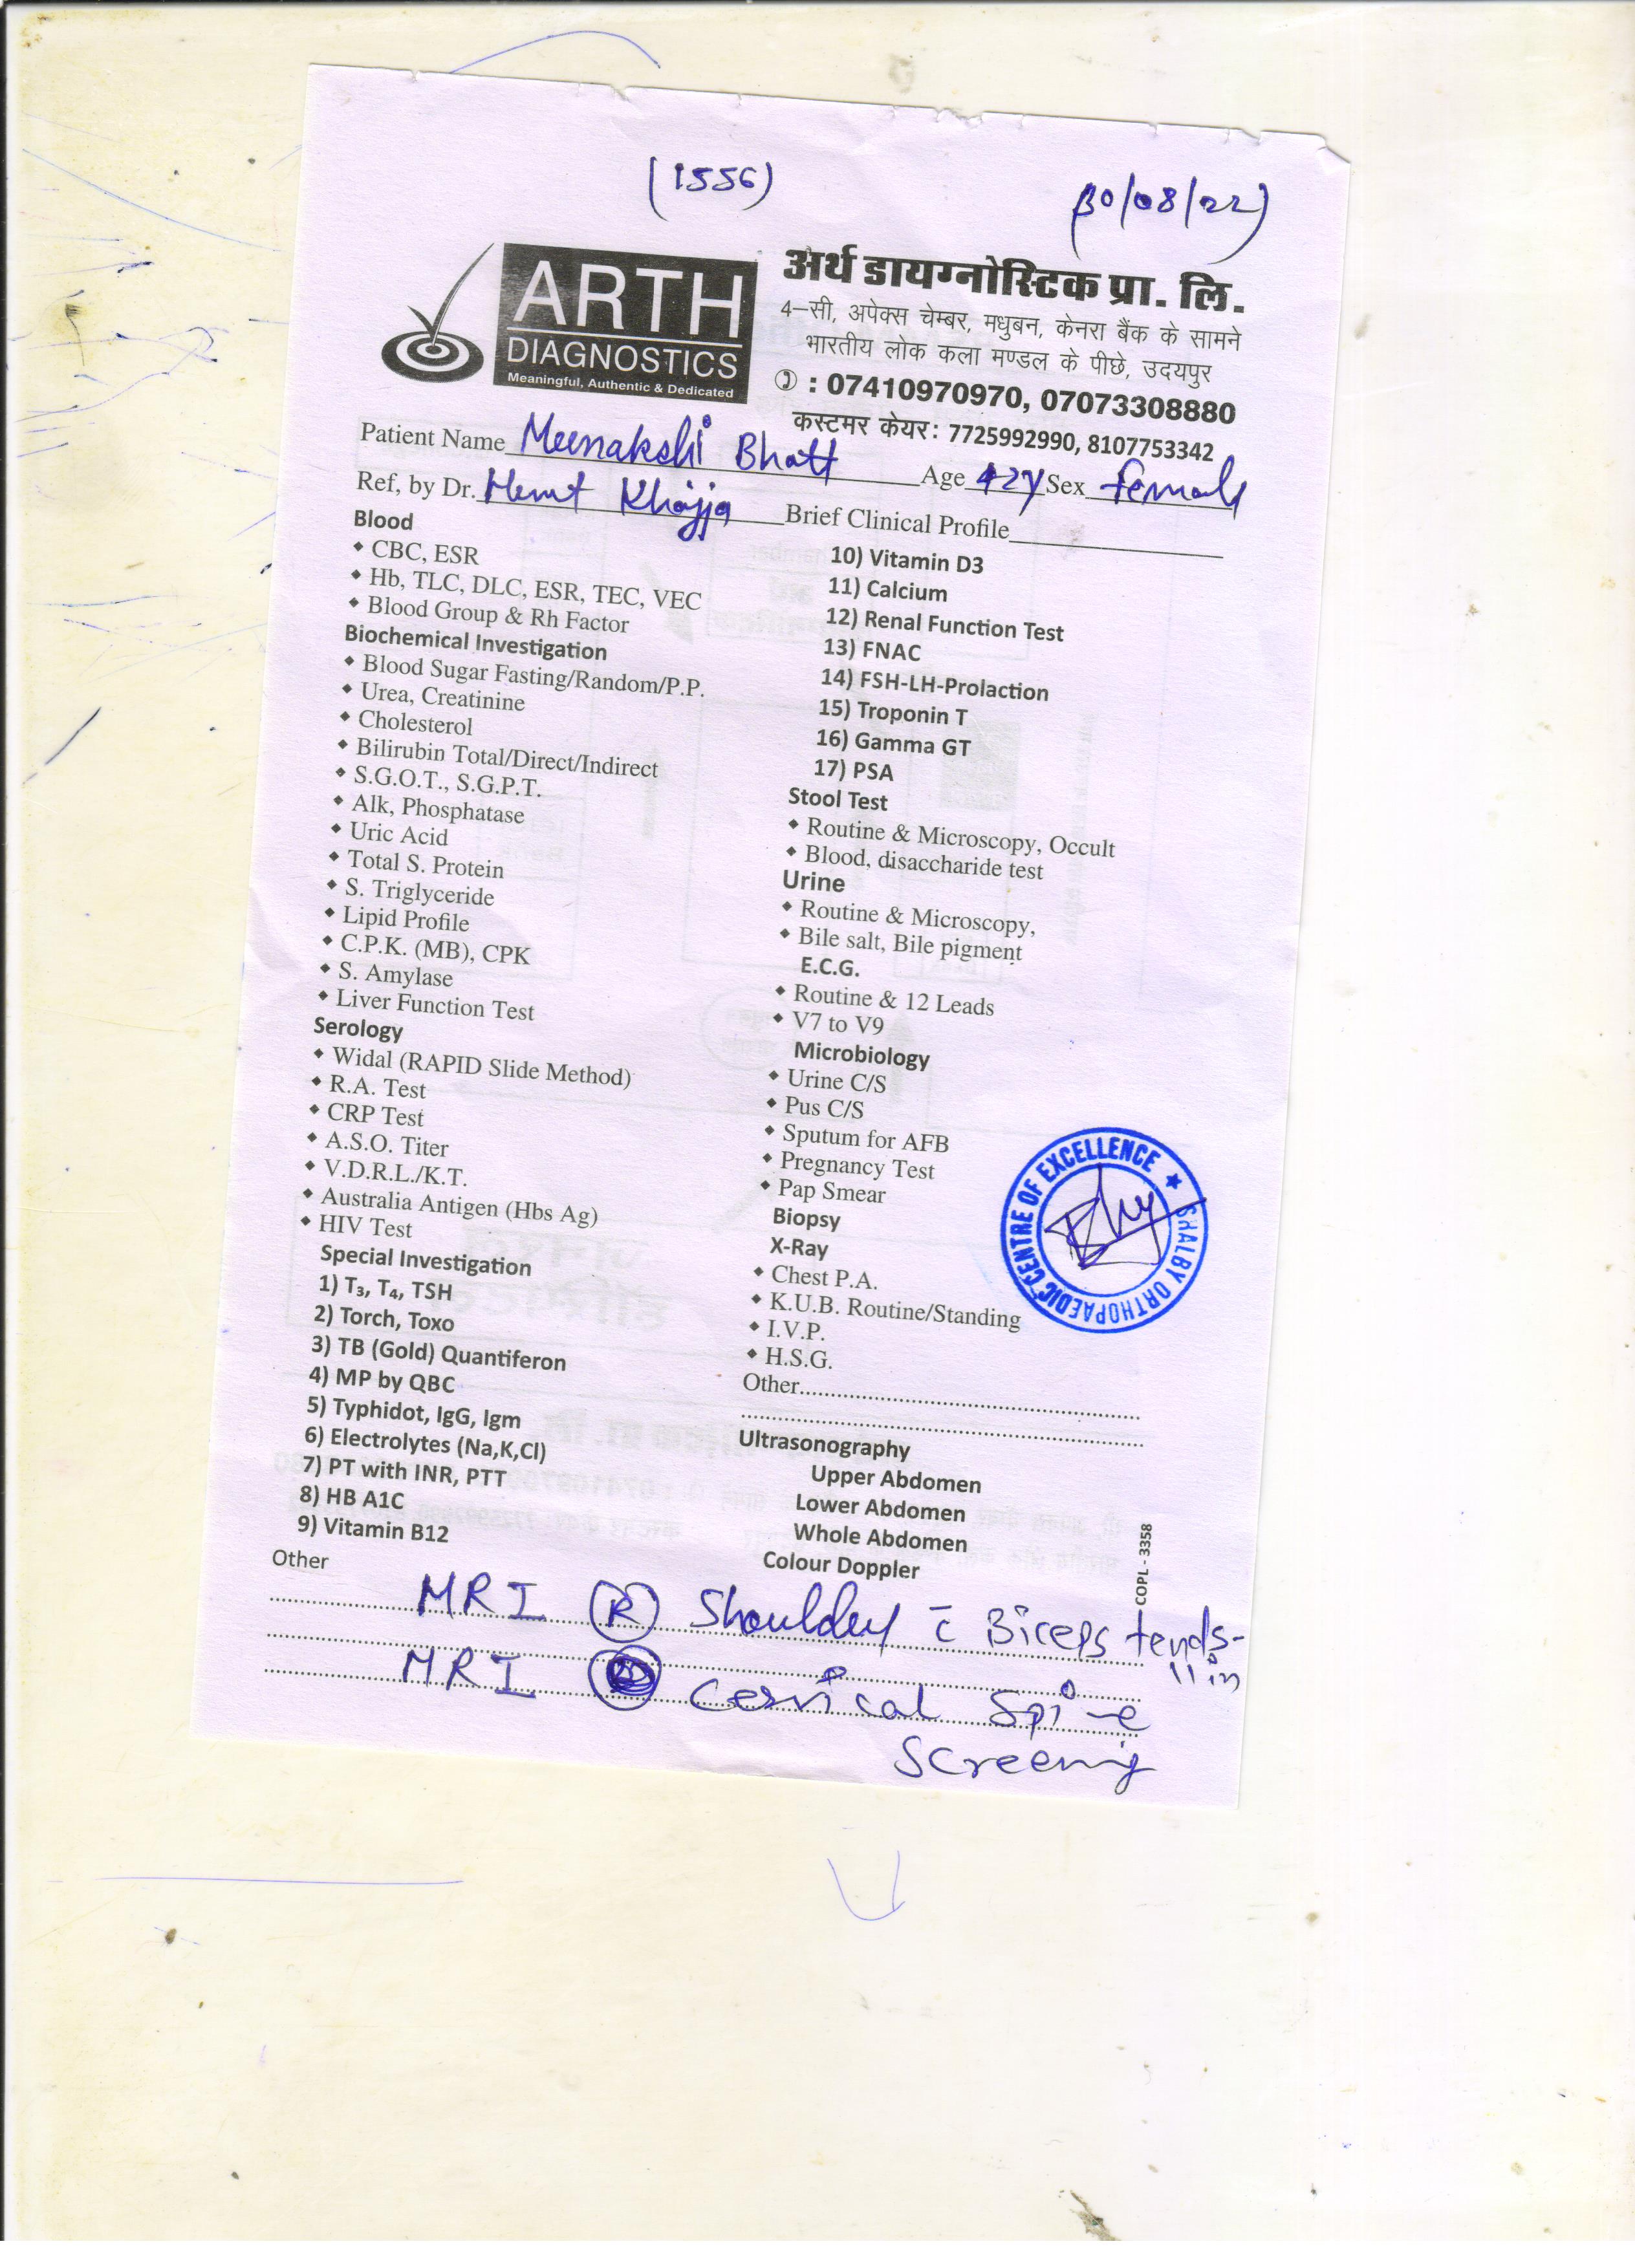 (1556)
30/08/22)
ARTH
DIAGNOSTICS
Meaningful, Authentic & Dedicated
अर्थ डायग्नोस्टिक प्रा. लि.
4–सी, अपेक्स चेम्बर, मधुबन, केनरा बैंक के सामने
भारतीय लोक कला मण्डल के पीछे, उदयपुर
: 07410970970, 07073308880
कस्टमर केयर : 7725992990, 8107753342
Patient Name Meenakshi Bhatt Age 42y Sex female
Ref, by Dr. Hemt Khajja Brief Clinical Profile
Blood
CBC, ESR
Hb, TLC, DLC, ESR, TEC, VEC
Blood Group & Rh Factor
Biochemical Investigation
Blood Sugar Fasting/Random/P.P.
Urea, Creatinine
Cholesterol
Bilirubin Total/Direct/Indirect
S.G.O.T., S.G.P.T.
Alk, Phosphatase
Uric Acid
Total S. Protein
S. Triglyceride
Lipid Profile
C.P.K. (MB), CPK
S. Amylase
Liver Function Test
Serology
Widal (RAPID Slide Method)
R.A. Test
CRP Test
A.S.O. Titer
V.D.R.L./K.T.
Australia Antigen (Hbs Ag)
HIV Test
Special Investigation
1) T₃, T₄, TSH
2) Torch, Toxo
3) TB (Gold) Quantiferon
4) MP by QBC
5) Typhidot, IgG, Igm
6) Electrolytes (Na,K,Cl)
7) PT with INR, PTT
8) HB A1C
9) Vitamin B12
10) Vitamin D3
11) Calcium
12) Renal Function Test
13) FNAC
14) FSH-LH-Prolaction
15) Troponin T
16) Gamma GT
17) PSA
Stool Test
Routine & Microscopy, Occult
Blood, disaccharide test
Urine
Routine & Microscopy,
Bile salt, Bile pigment
E.C.G.
Routine & 12 Leads
V7 to V9
Microbiology
Urine C/S
Pus C/S
Sputum for AFB
Pregnancy Test
Pap Smear
Biopsy
X-Ray
Chest P.A.
K.U.B. Routine/Standing
I.V.P.
H.S.G.
Other
SHALBY ORTHOPAEDIC CENTRE OF EXCELLENCE ★
Ultrasonography
Upper Abdomen
Lower Abdomen
Whole Abdomen
Colour Doppler
COPL - 3358
Other
MRI (R) Shoulder c̄ Biceps
MRI Cervical Spine
Screening